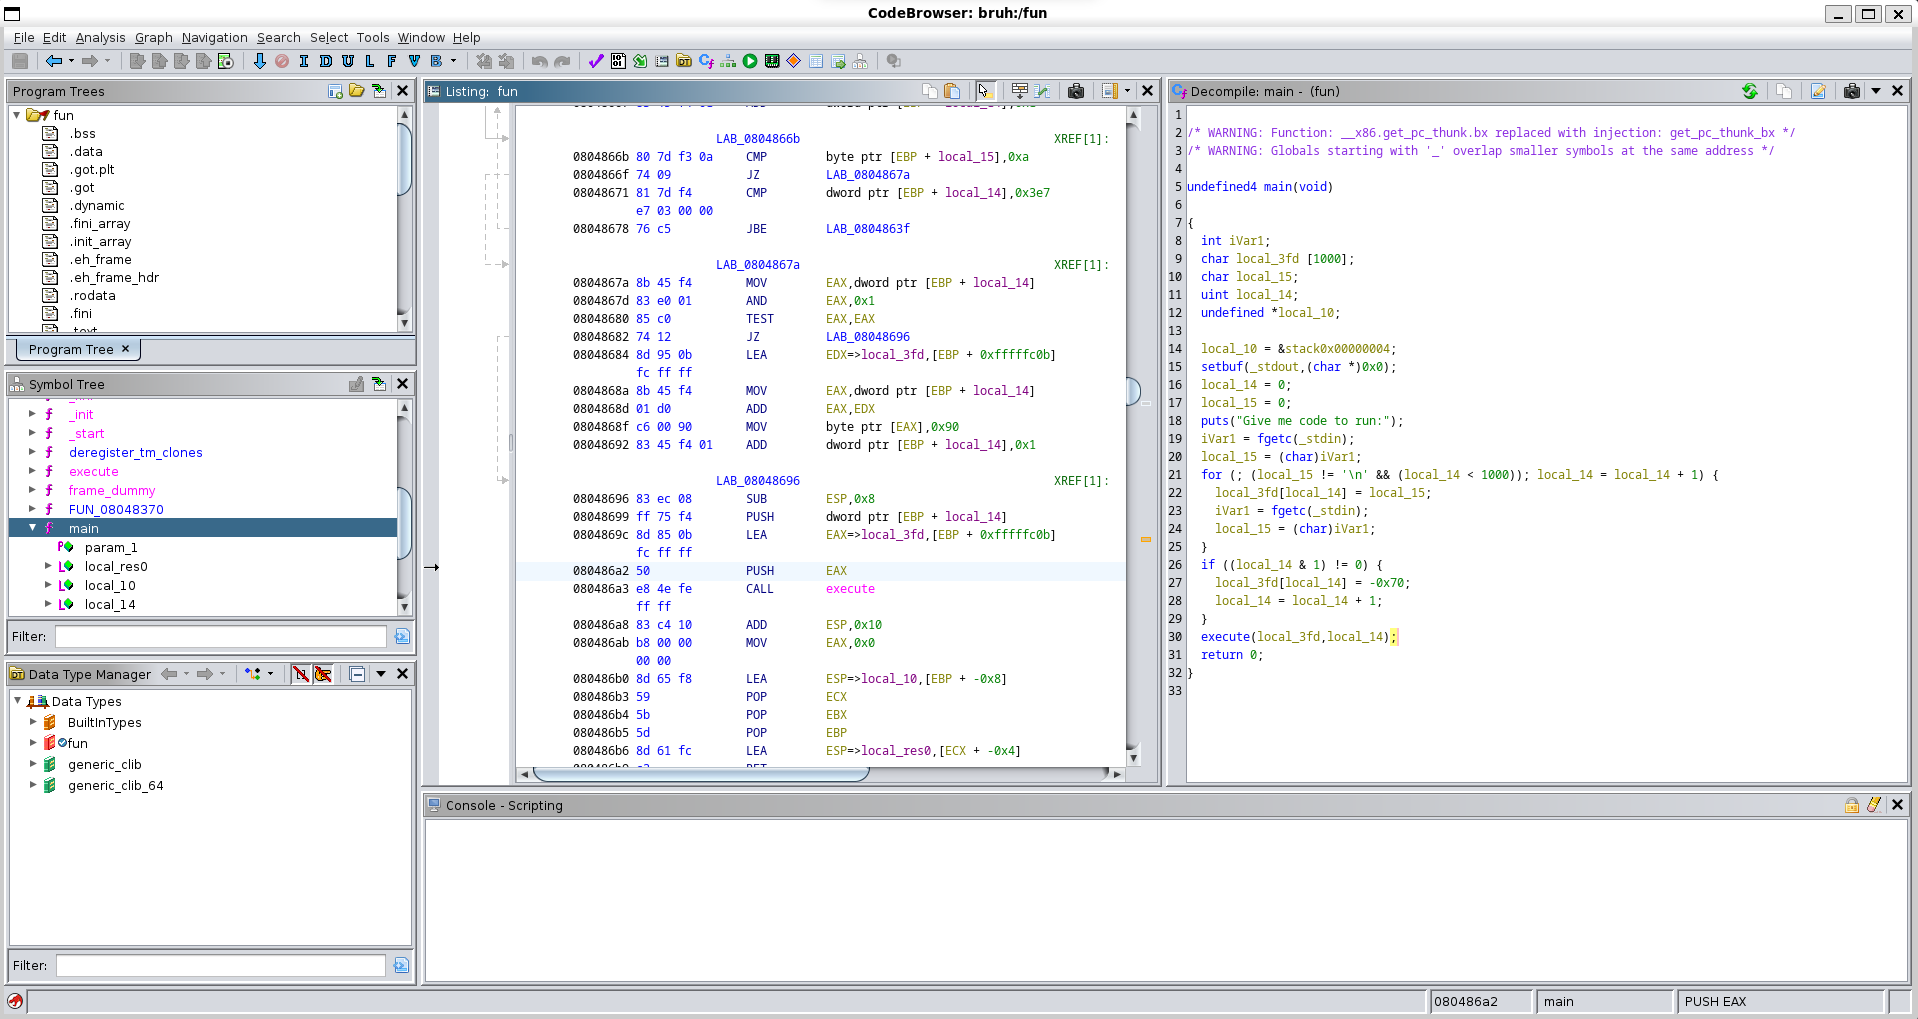 CodeBrowser: bruh:/fun
File Edit Analysis Graph Navigation Search Select Tools Window Help
I D U L F V B
Program Trees
fun
.bss
.data
.got.plt
.got
.dynamic
.fini_array
.init_array
.eh_frame
.eh_frame_hdr
.rodata
.fini
.text
Program Tree ×
Symbol Tree
_init
_start
deregister_tm_clones
execute
frame_dummy
FUN_08048370
main
param_1
local_res0
local_10
local_14
Filter:
Data Type Manager
Data Types
BuiltInTypes
fun
generic_clib
generic_clib_64
Filter:
Listing: fun
LAB_0804866b XREF[1]:
0804866b 80 7d f3 0a CMP byte ptr [EBP + local_15],0xa
0804866f 74 09 JZ LAB_0804867a
08048671 81 7d f4 CMP dword ptr [EBP + local_14],0x3e7
e7 03 00 00
08048678 76 c5 JBE LAB_0804863f
LAB_0804867a XREF[1]:
0804867a 8b 45 f4 MOV EAX,dword ptr [EBP + local_14]
0804867d 83 e0 01 AND EAX,0x1
08048680 85 c0 TEST EAX,EAX
08048682 74 12 JZ LAB_08048696
08048684 8d 95 0b LEA EDX=>local_3fd,[EBP + 0xfffffc0b]
fc ff ff
0804868a 8b 45 f4 MOV EAX,dword ptr [EBP + local_14]
0804868d 01 d0 ADD EAX,EDX
0804868f c6 00 90 MOV byte ptr [EAX],0x90
08048692 83 45 f4 01 ADD dword ptr [EBP + local_14],0x1
LAB_08048696 XREF[1]:
08048696 83 ec 08 SUB ESP,0x8
08048699 ff 75 f4 PUSH dword ptr [EBP + local_14]
0804869c 8d 85 0b LEA EAX=>local_3fd,[EBP + 0xfffffc0b]
fc ff ff
080486a2 50 PUSH EAX
080486a3 e8 4e fe CALL execute
ff ff
080486a8 83 c4 10 ADD ESP,0x10
080486ab b8 00 00 MOV EAX,0x0
00 00
080486b0 8d 65 f8 LEA ESP=>local_10,[EBP + -0x8]
080486b3 59 POP ECX
080486b4 5b POP EBX
080486b5 5d POP EBP
080486b6 8d 61 fc LEA ESP=>local_res0,[ECX + -0x4]
Decompile: main - (fun)
1
2 /* WARNING: Function: __x86.get_pc_thunk.bx replaced with injection: get_pc_thunk_bx */
3 /* WARNING: Globals starting with '_' overlap smaller symbols at the same address */
4
5 undefined4 main(void)
6
7 {
8 int iVar1;
9 char local_3fd [1000];
10 char local_15;
11 uint local_14;
12 undefined *local_10;
13
14 local_10 = &stack0x00000004;
15 setbuf(_stdout,(char *)0x0);
16 local_14 = 0;
17 local_15 = 0;
18 puts("Give me code to run:");
19 iVar1 = fgetc(_stdin);
20 local_15 = (char)iVar1;
21 for (; (local_15 != '\n' && (local_14 < 1000)); local_14 = local_14 + 1) {
22 local_3fd[local_14] = local_15;
23 iVar1 = fgetc(_stdin);
24 local_15 = (char)iVar1;
25 }
26 if ((local_14 & 1) != 0) {
27 local_3fd[local_14] = -0x70;
28 local_14 = local_14 + 1;
29 }
30 execute(local_3fd,local_14);
31 return 0;
32 }
33
Console - Scripting
080486a2 main PUSH EAX